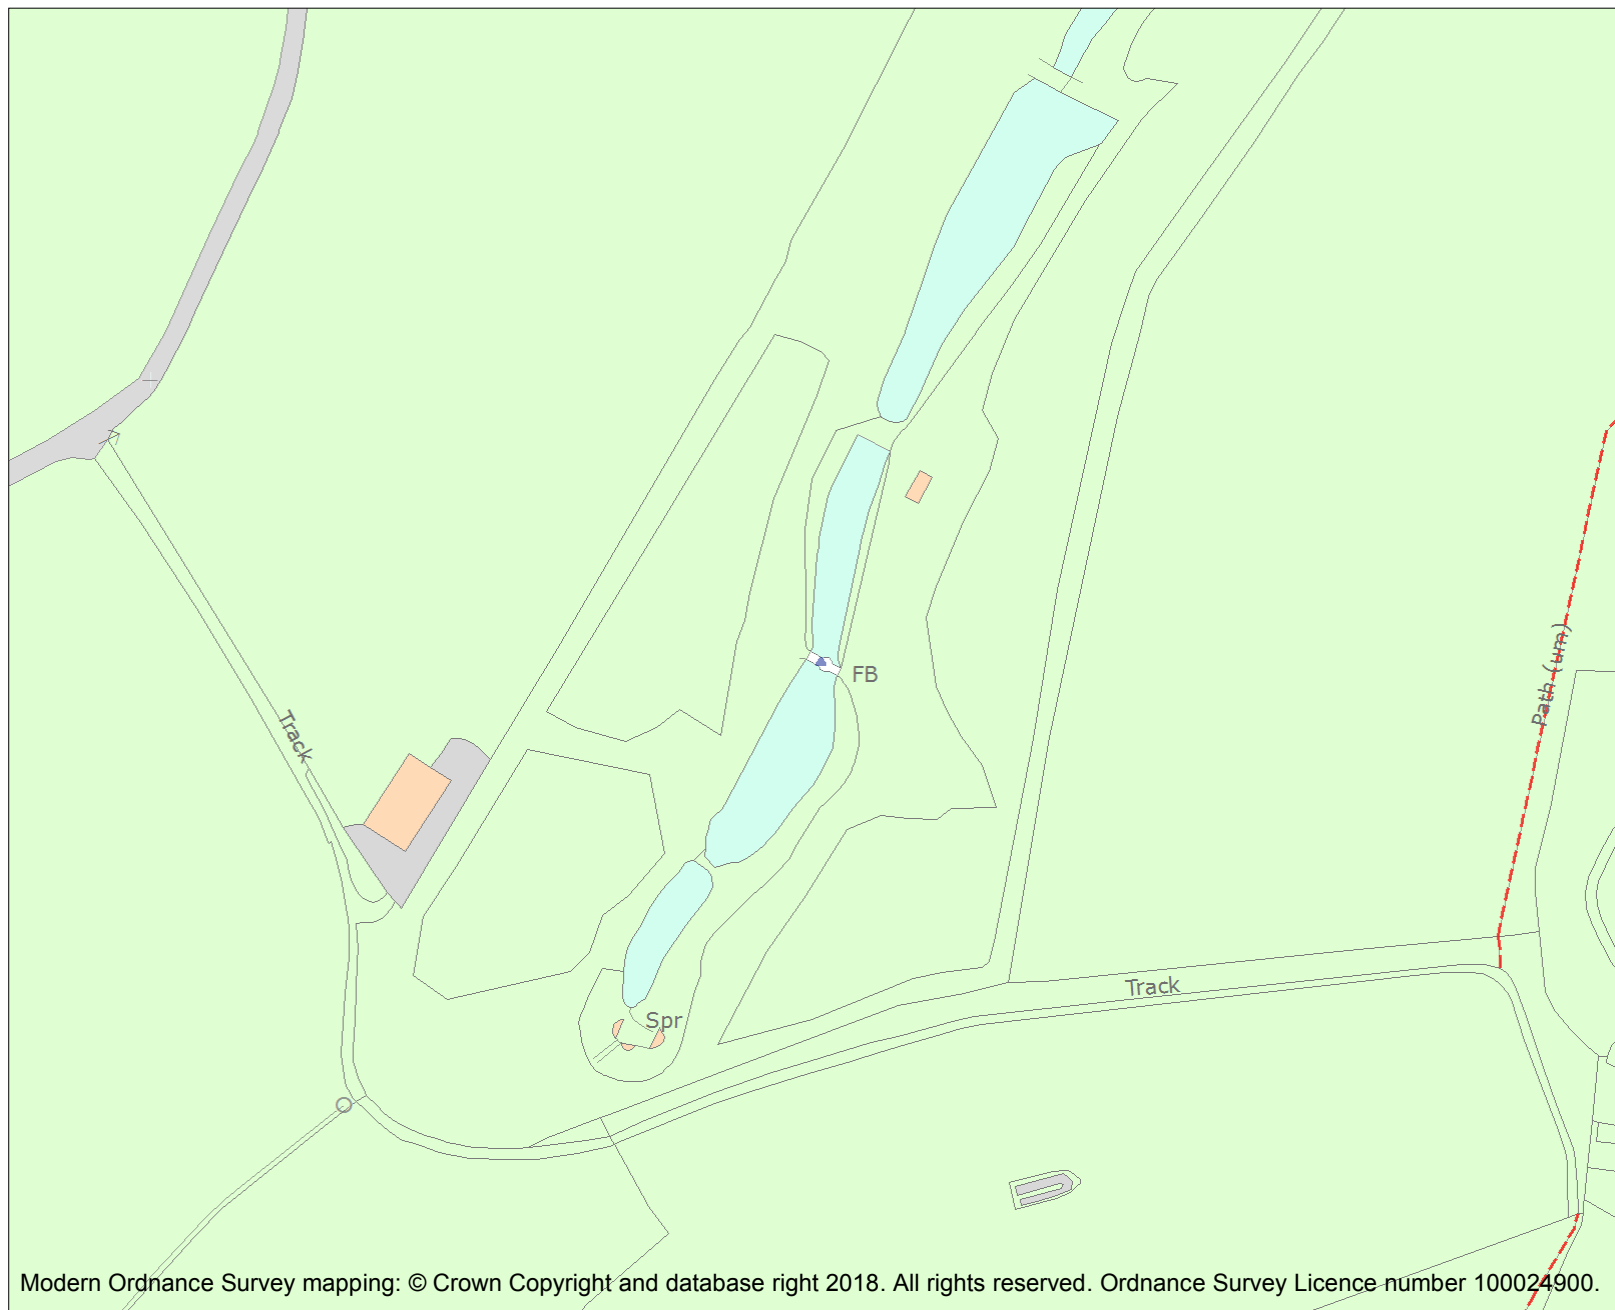 Path (um)
FB
Track
Track
Spr
Modern Ordnance Survey mapping: © Crown Copyright and database right 2018. All rights reserved. Ordnance Survey Licence number 100024900.